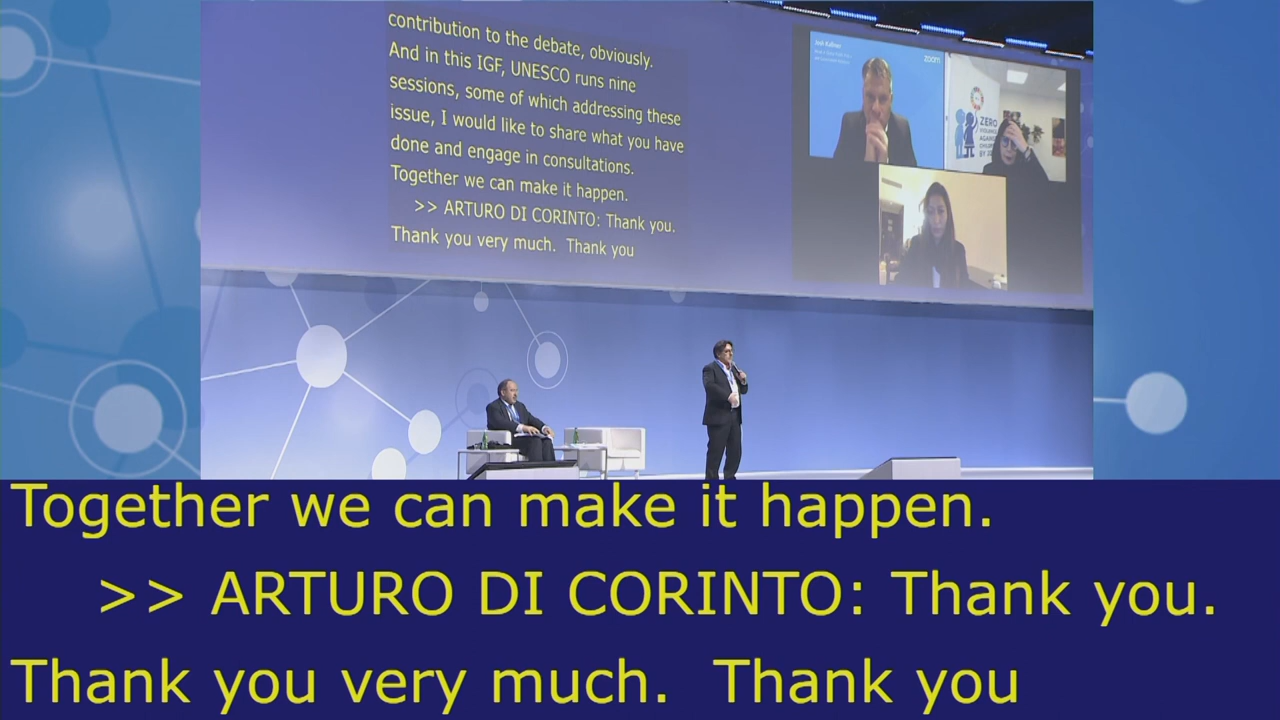 contribution to the debate, obviously.
And in this IGF, UNESCO runs nine
sessions, some of which addressing these
issue, I would like to share what you have
done and engage in consultations.
Together we can make it happen.
>> ARTURO DI CORINTO: Thank you.
Thank you very much.  Thank you
zoom
ZERO
Together we can make it happen.
>> ARTURO DI CORINTO: Thank you.
Thank you very much.  Thank you